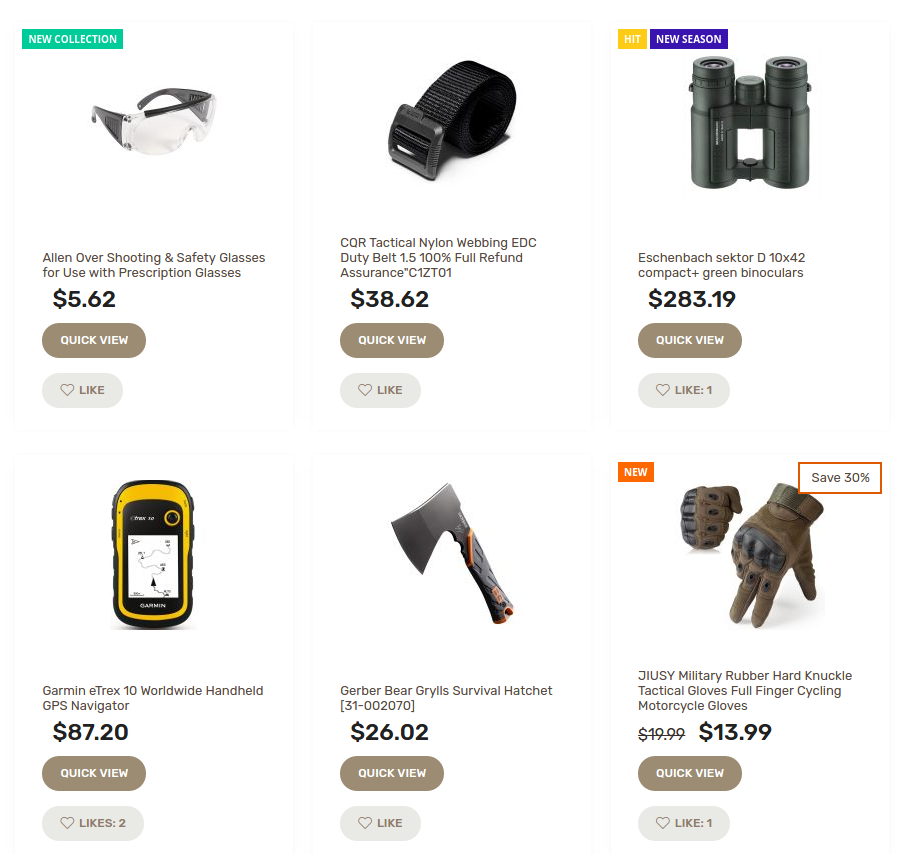 NEW COLLECTION
HIT
NEW SEASON
Allen Over Shooting & Safety Glasses
for Use with Prescription Glasses
$5.62
QUICK VIEW
LIKE
CQR Tactical Nylon Webbing EDC
Duty Belt 1.5 100% Full Refund
Assurance"C1ZT01
$38.62
QUICK VIEW
LIKE
Eschenbach sektor D 10x42
compact+ green binoculars
$283.19
QUICK VIEW
LIKE: 1
eTrex 10
GARMIN
Garmin eTrex 10 Worldwide Handheld
GPS Navigator
$87.20
QUICK VIEW
LIKES: 2
Gerber Bear Grylls Survival Hatchet
[31-002070]
$26.02
QUICK VIEW
LIKE
NEW
Save 30%
JIUSY Military Rubber Hard Knuckle
Tactical Gloves Full Finger Cycling
Motorcycle Gloves
$19.99 $13.99
QUICK VIEW
LIKE: 1